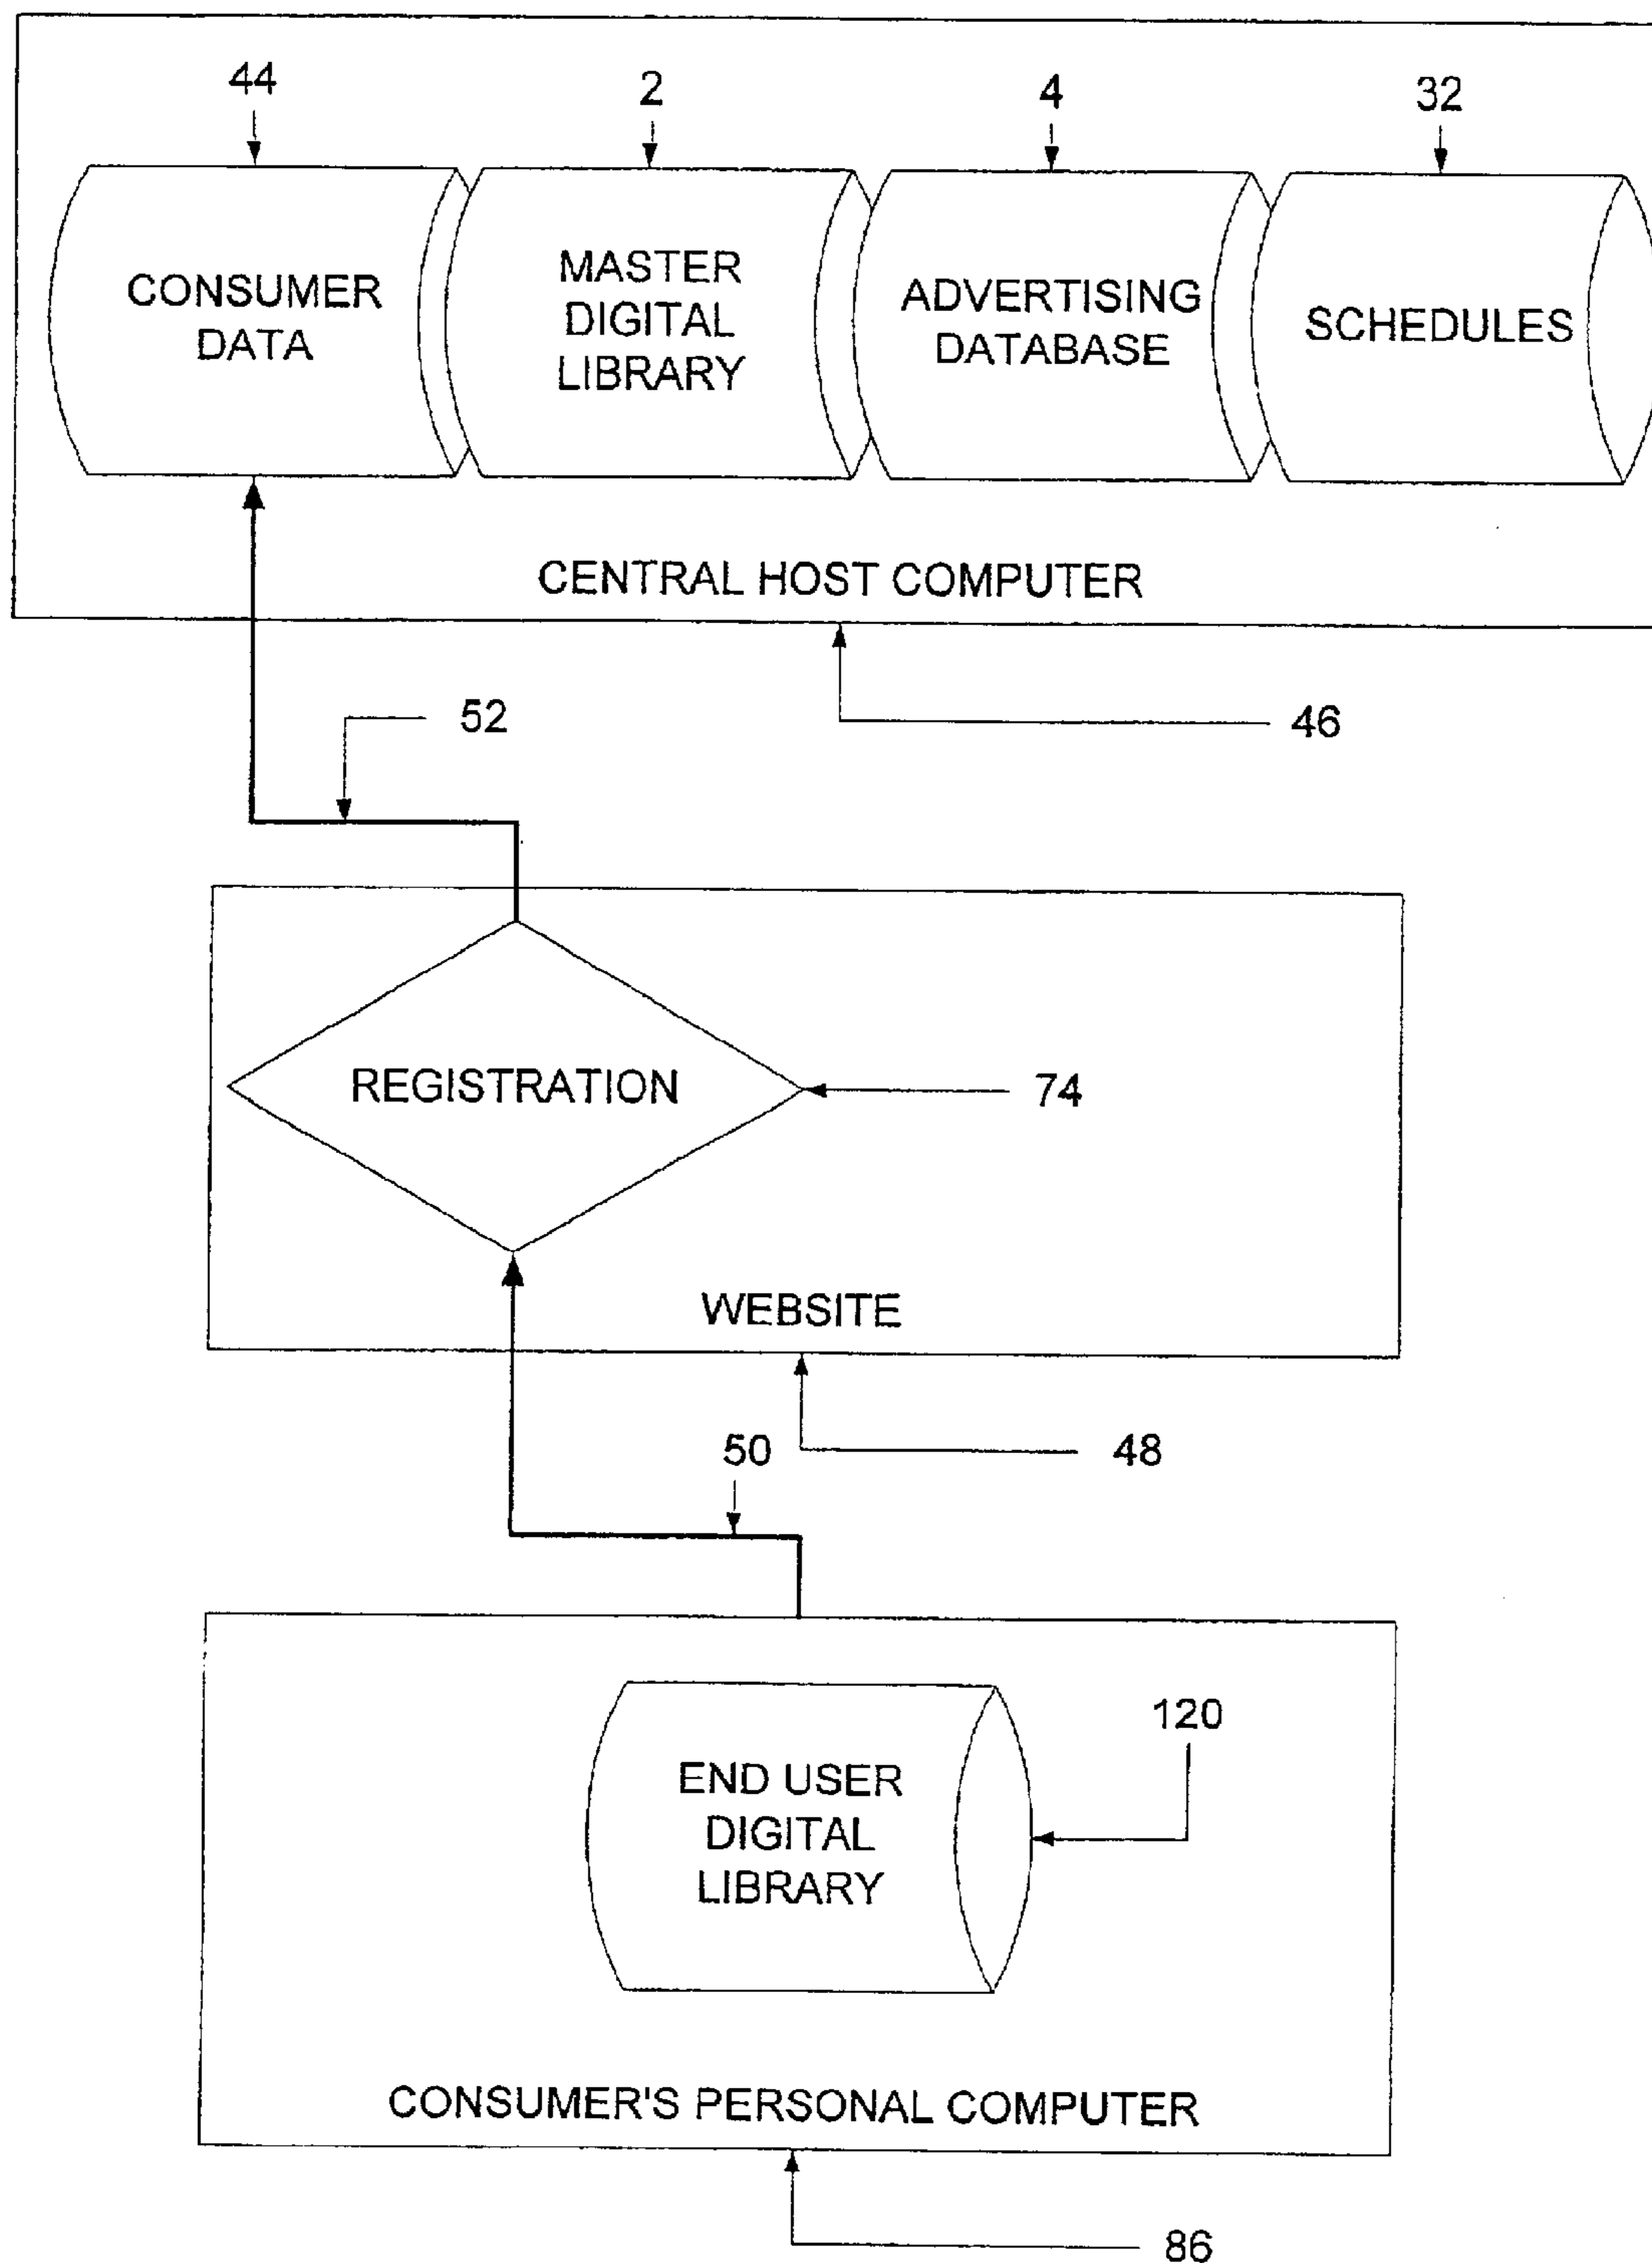 44
2
4
32
CONSUMER
DATA
MASTER
DIGITAL
LIBRARY
ADVERTISING
DATABASE
SCHEDULES
CENTRAL HOST COMPUTER
52
46
REGISTRATION
74
WEBSITE
50
48
120
END USER
DIGITAL
LIBRARY
CONSUMER'S PERSONAL COMPUTER
86